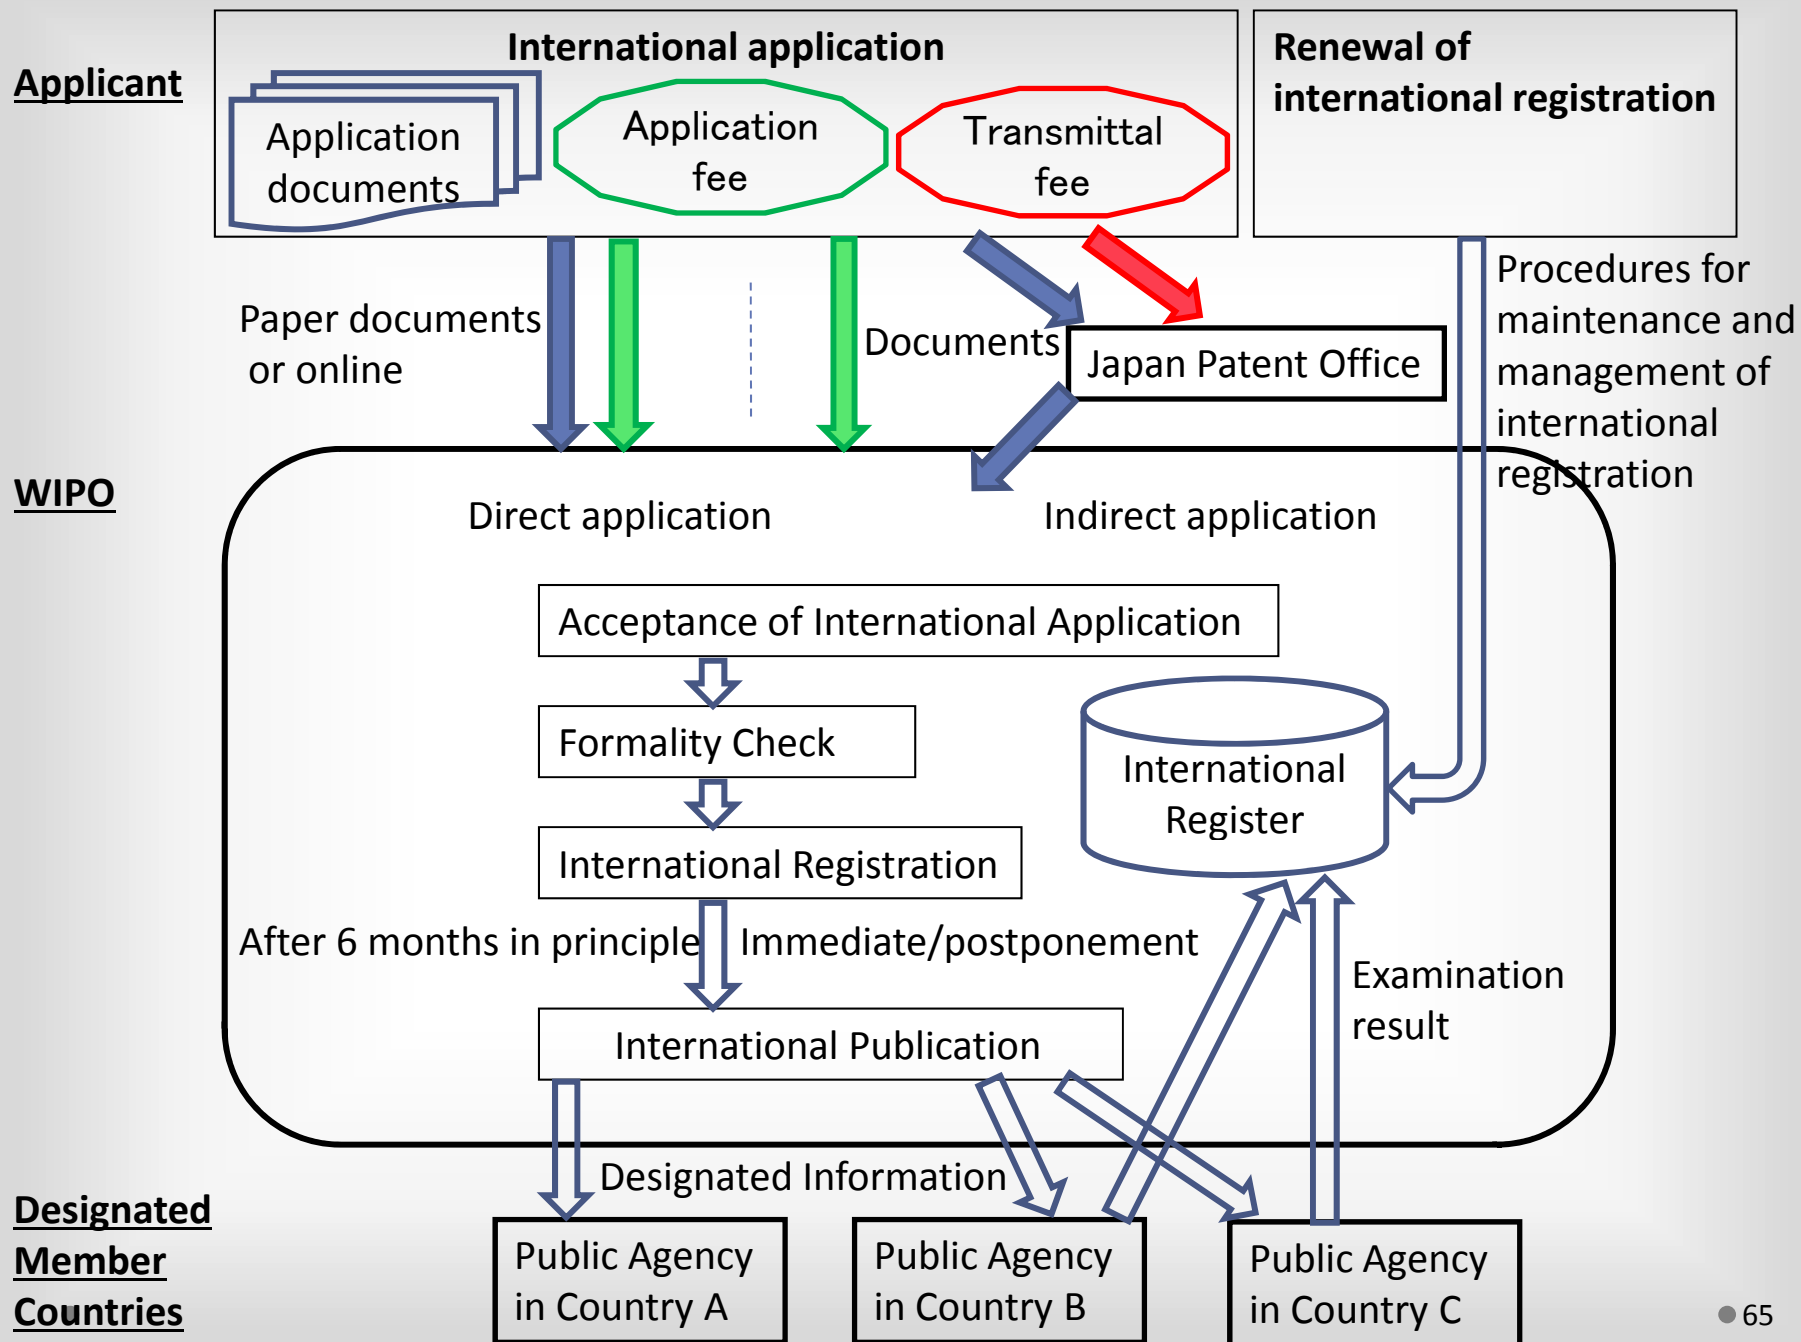 Applicant
International application
Application
documents
Application
fee
Transmittal
fee
Renewal of
international registration
Paper documents
or online
Documents
Japan Patent Office
Procedures for
maintenance and
management of
international
registration
WIPO
Direct application
Indirect application
Acceptance of International Application
Formality Check
International Registration
International
Register
After 6 months in principle
Immediate/postponement
Examination
result
International Publication
Designated Information
Designated
Member
Countries
Public Agency
in Country A
Public Agency
in Country B
Public Agency
in Country C
65